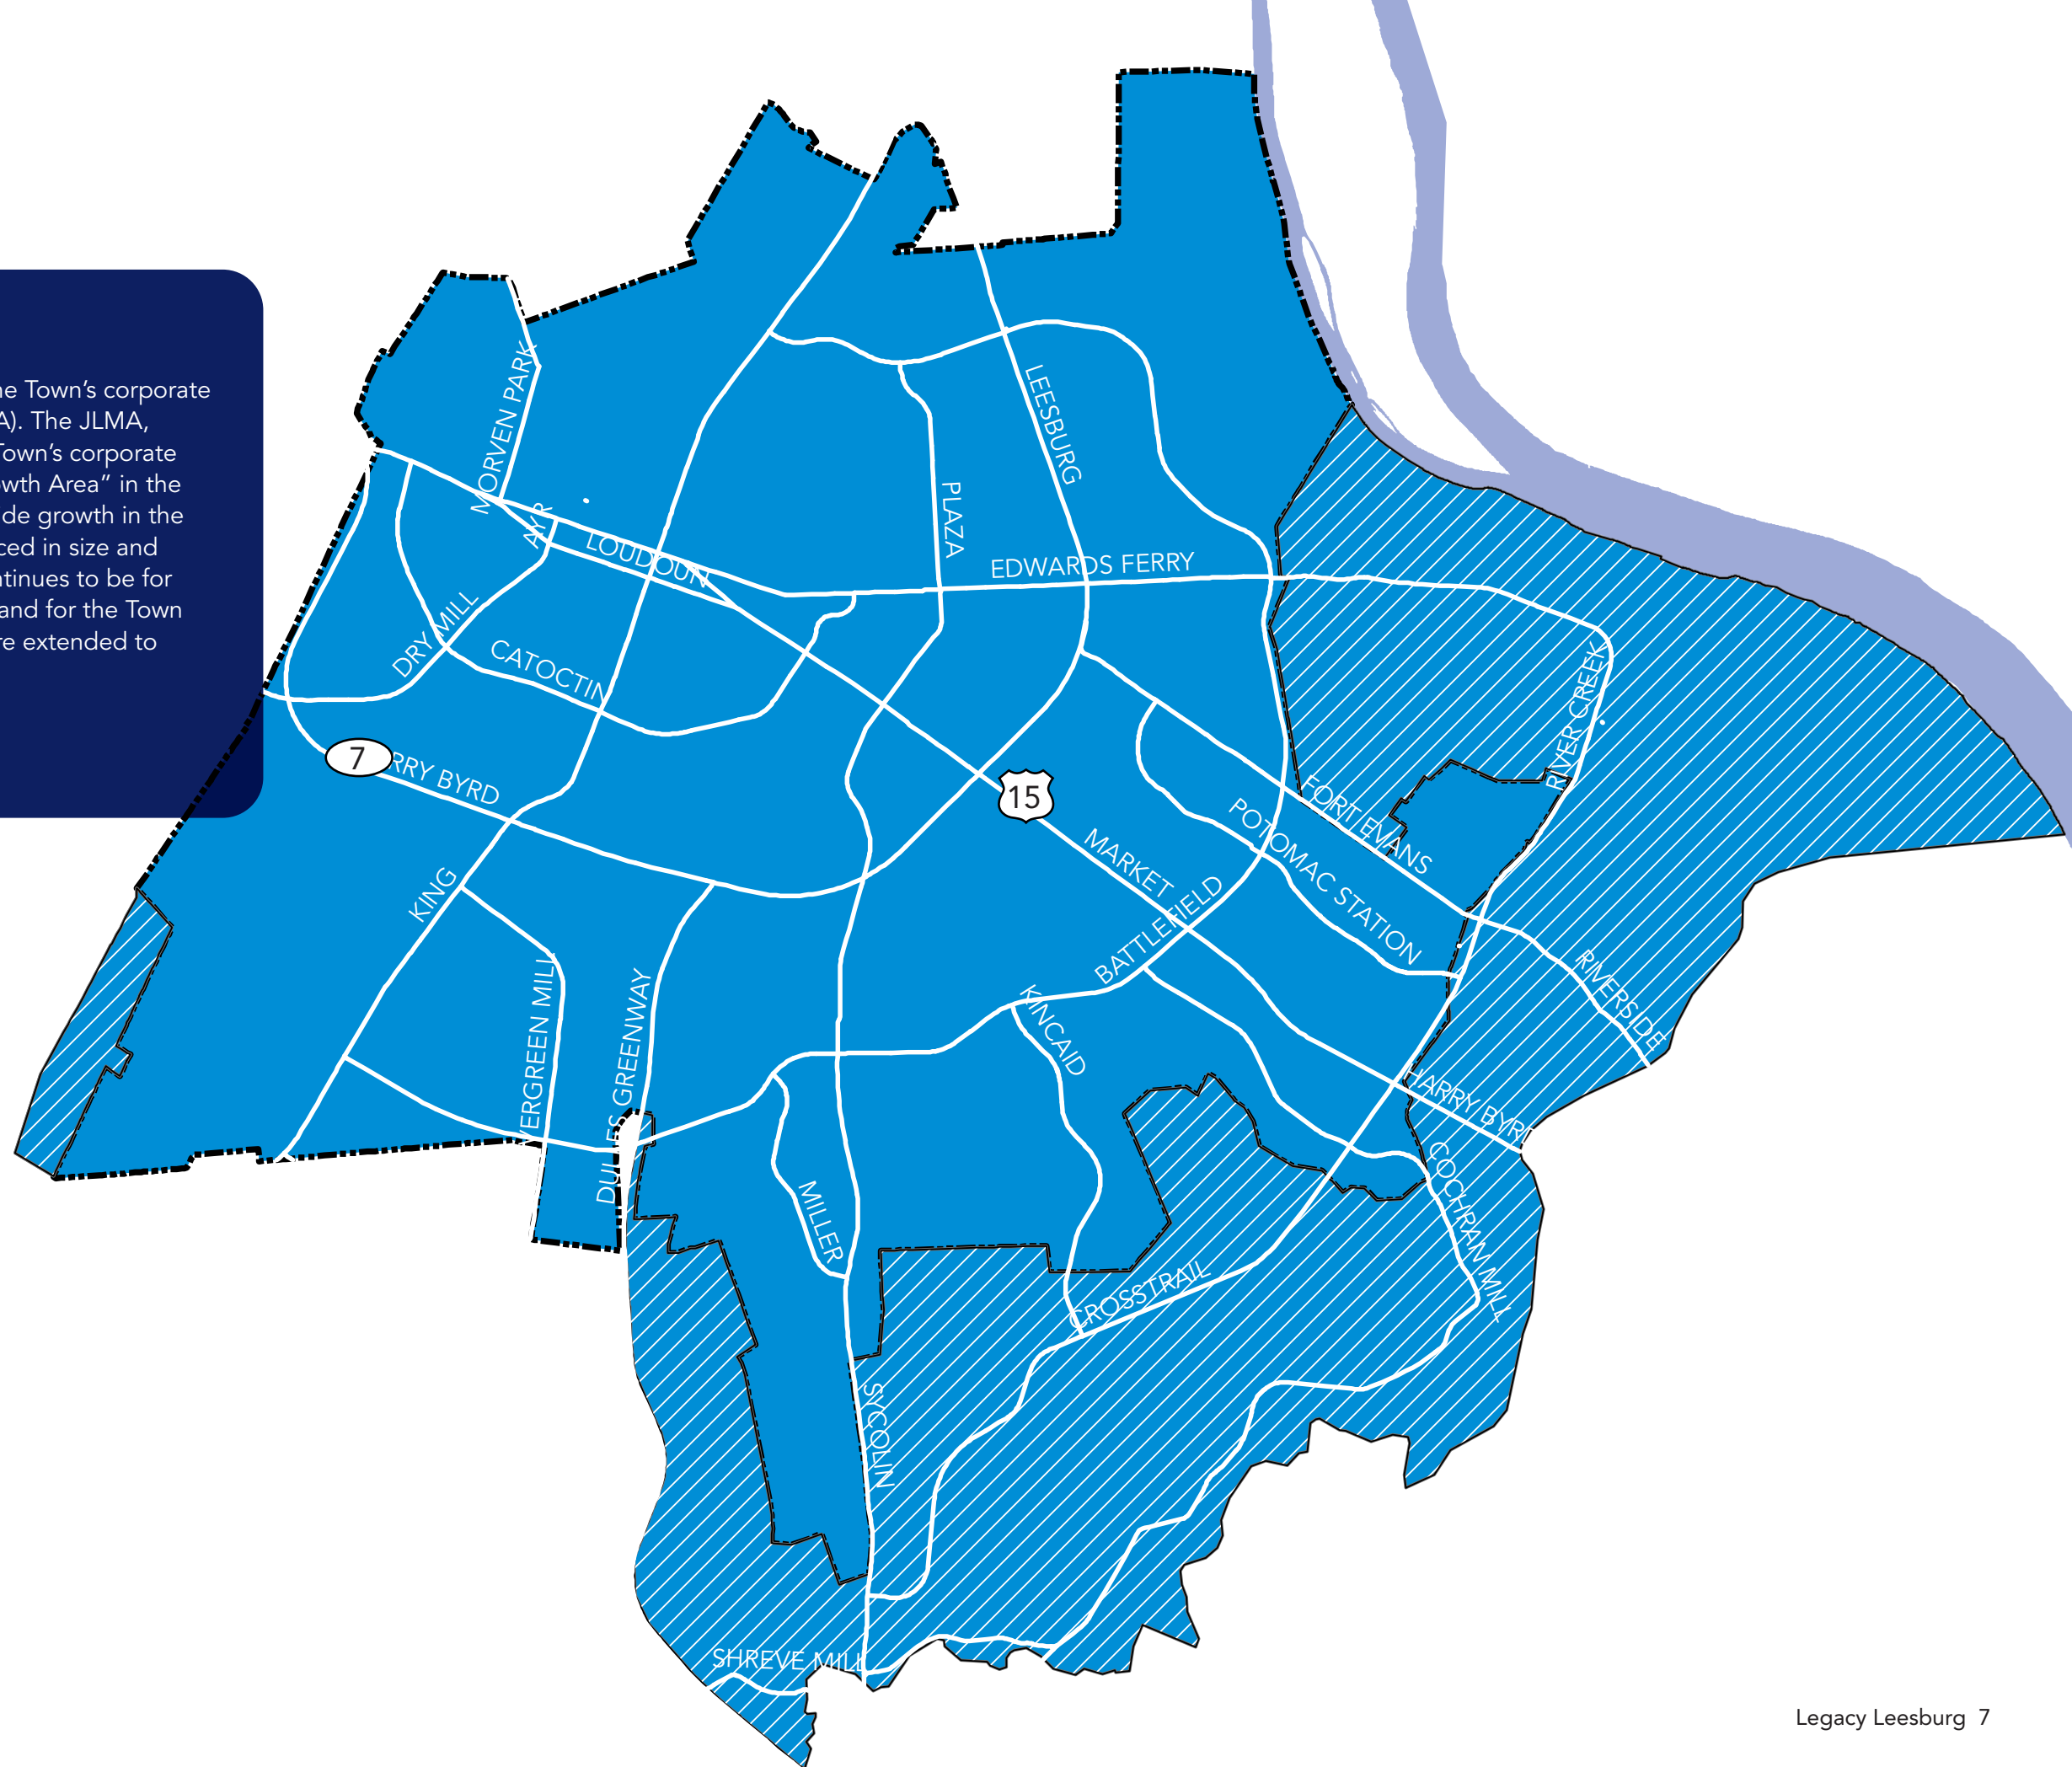 he Town’s corporate
A). The JLMA,
Town’s corporate
wth Area” in the
ide growth in the
ced in size and
ntinues to be for
and for the Town
re extended to
MORVEN PARK
AYR
LOUDOUN
LEESBURG
PLAZA
EDWARDS FERRY
DRY MILL
CATOCTIN
RIVER CREEK
7
RRY BYRD
15
FORT EVANS
POTOMAC STATION
MARKET
BATTLEFIELD
KING
RIVERSIDE
VERGREEN MILL
DULLES GREENWAY
KINCAID
HARRY BYRD
COCHRAN MILL
MILLER
CROSSTRAIL
SYCOLIN
SHREVE MILL
Legacy Leesburg 7